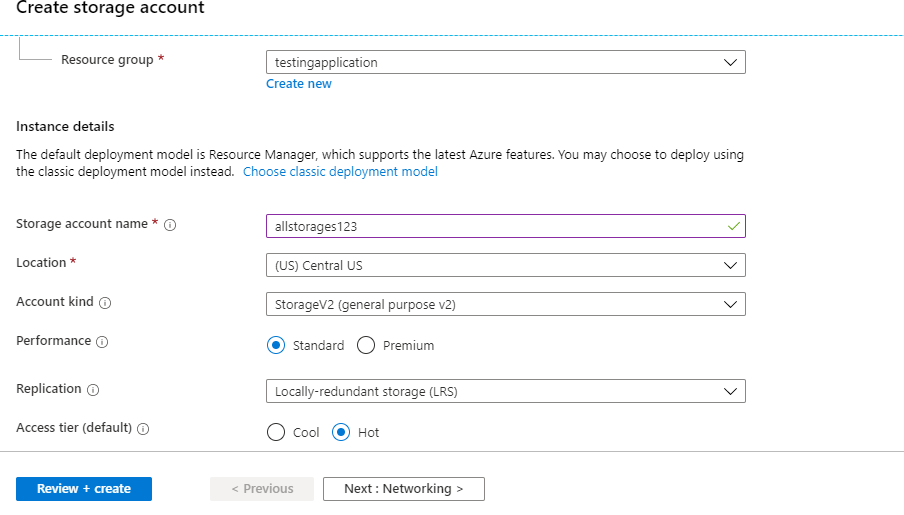 Create storage account
Resource group *
testingapplication
Create new
Instance details
The default deployment model is Resource Manager, which supports the latest Azure features. You may choose to deploy using
the classic deployment model instead. Choose classic deployment model
Storage account name *
allstorages123
Location *
(US) Central US
Account kind
StorageV2 (general purpose v2)
Performance
Standard Premium
Replication
Locally-redundant storage (LRS)
Access tier (default)
Cool Hot
Review + create < Previous Next : Networking >